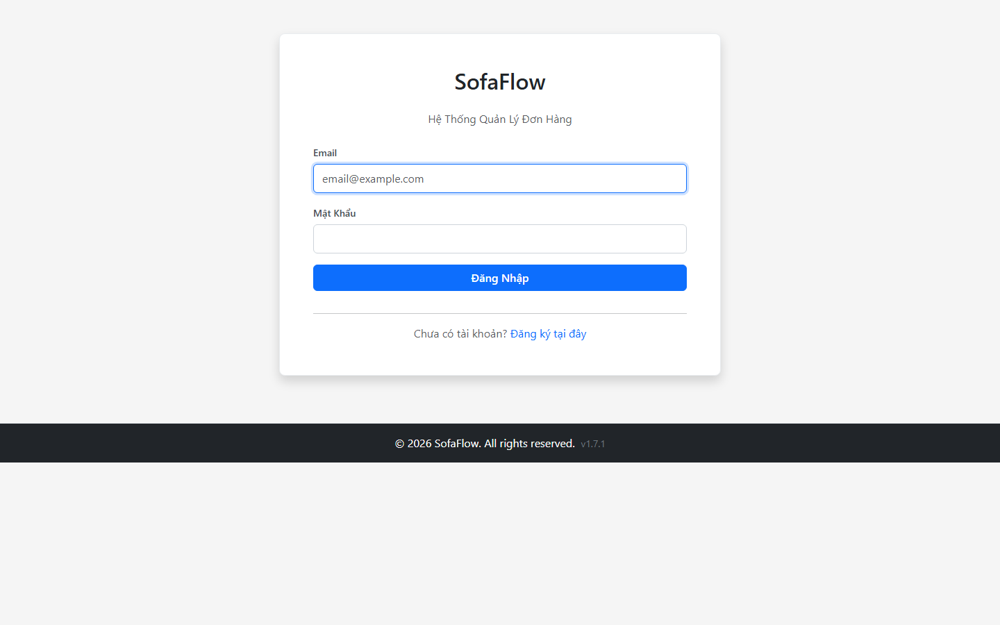 SofaFlow
Hệ Thống Quản Lý Đơn Hàng
Email
email@example.com
Mật Khẩu
Đăng Nhập
Chưa có tài khoản? Đăng ký tại đây
© 2026 SofaFlow. All rights reserved. v1.7.1